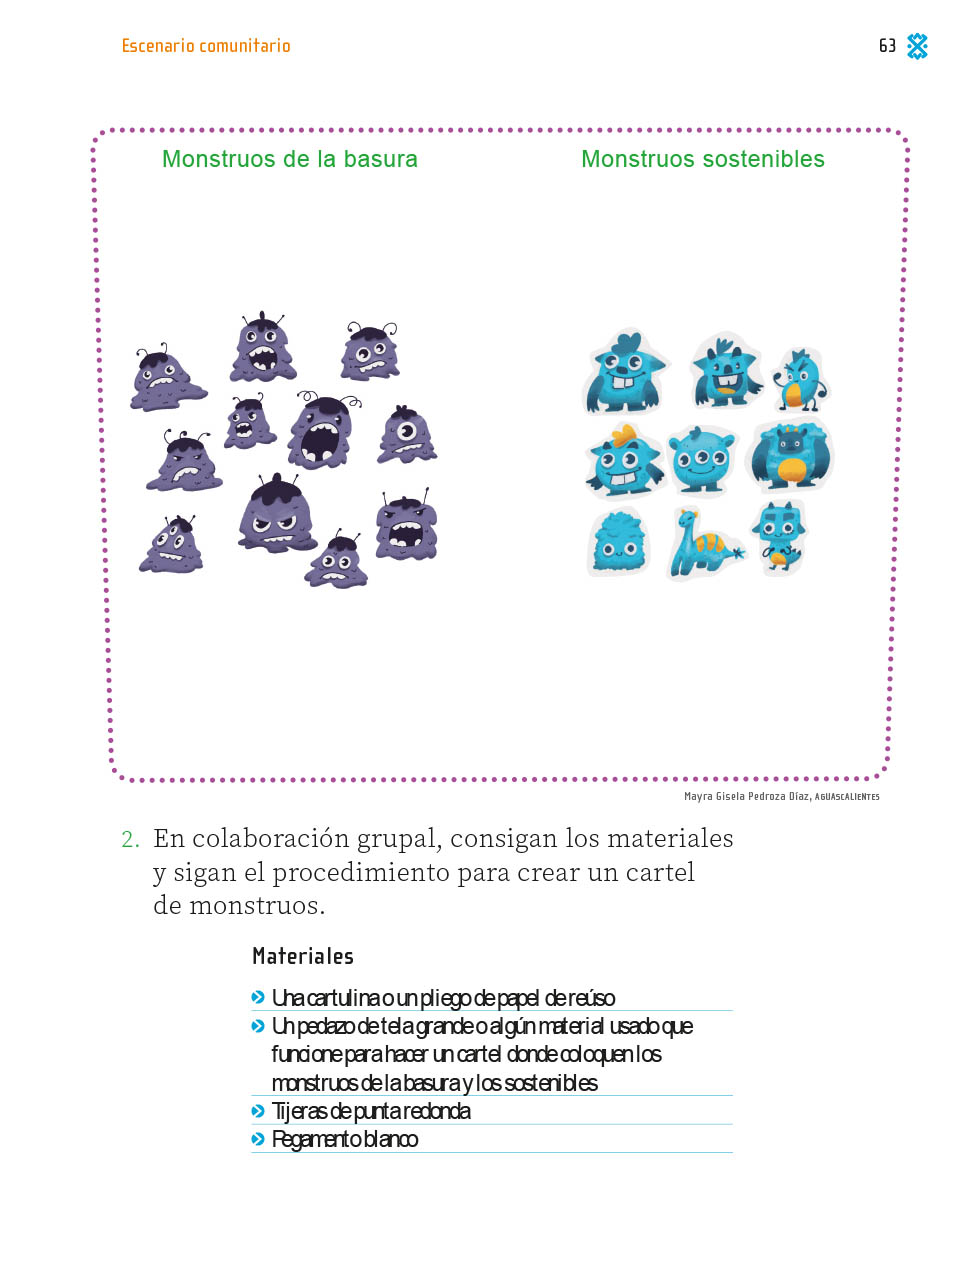 Escenario comunitario
63
Monstruos de la basura
Monstruos sostenibles
Mayra Gisela Pedroza Díaz, AGUASCALIENTES
2. En colaboración grupal, consigan los materiales
y sigan el procedimiento para crear un cartel
de monstruos.
Materiales
Una cartulina o un pliego de papel de reúso
Un pedazo de tela grande o algún material usado que
funcione para hacer un cartel donde coloquen los
monstruos de la basura y los sostenibles
Tijeras de punta redonda
Pegamento blanco